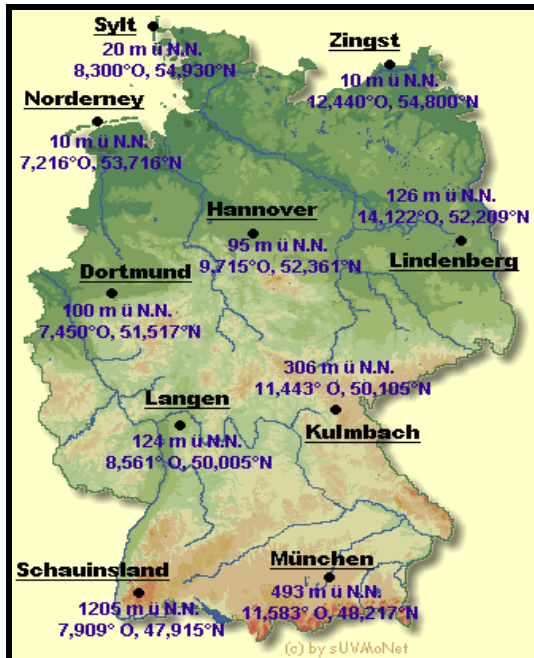 Sylt
20 m ü N.N.
8,300°O, 54,930°N
Zingst
10 m ü N.N.
12,440°O, 54,800°N
Norderney
10 m ü N.N.
7,216°O, 53,716°N
126 m ü N.N.
14,122°O, 52,209°N
Lindenberg
Hannover
95 m ü N.N.
9,715°O, 52,361°N
Dortmund
100 m ü N.N.
7,450°O, 51,517°N
306 m ü N.N.
11,443° O, 50,105°N
Kulmbach
Langen
124 m ü N.N.
8,561° O, 50,005°N
Schauinsland
1205 m ü N.N.
7,909° O, 47,915°N
München
493 m ü N.N.
11,583° O, 48,217°N
(c) by sUVMoNet